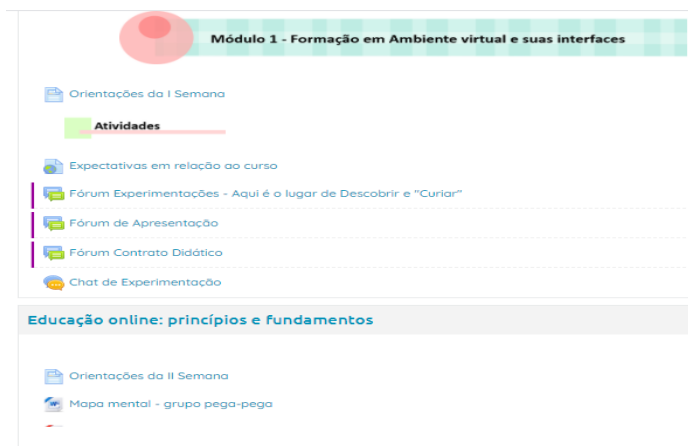 Módulo 1 - Formação em Ambiente virtual e suas interfaces
Orientações da I Semana
Atividades
Expectativas em relação ao curso
Fórum Experimentações - Aqui é o lugar de Descobrir e "Curiar"
Fórum de Apresentação
Fórum Contrato Didático
Chat de Experimentação
Educação online: princípios e fundamentos
Orientações da II Semana
Mapa mental - grupo pega-pega